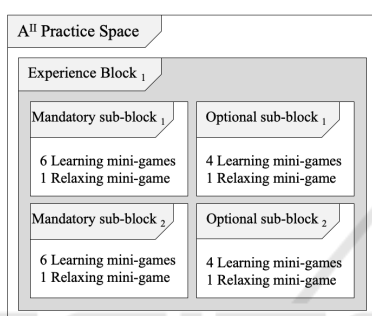 Aᴵᴵ Practice Space
Experience Block ₁
Mandatory sub-block ₁
6 Learning mini-games
1 Relaxing mini-game
Optional sub-block ₁
4 Learning mini-games
1 Relaxing mini-game
Mandatory sub-block ₂
6 Learning mini-games
1 Relaxing mini-game
Optional sub-block ₂
4 Learning mini-games
1 Relaxing mini-game